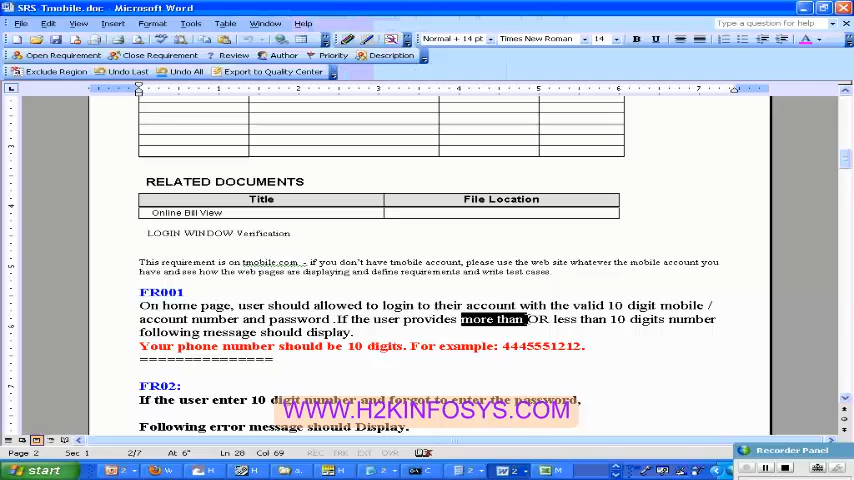 SRS Tmobile.doc - Microsoft Word
File Edit View Insert Format Tools Table Window Help
Type a question for help
Normal + 14 pt Times New Roman 14 B U
Open Requirement Close Requirement Review Author Priority Description
Exclude Region Undo Last Undo All Export to Quality Center
1 2 3 4 5 6 7
RELATED DOCUMENTS
Title File Location
Online Bill View
LOGIN WINDOW Verification
This requirement is on tmobile.com - if you don't have tmobile account, please use the web site whatever the mobile account you
have and see how the web pages are displaying and define requirements and write test cases.
FR001
On home page, user should allowed to login to their account with the valid 10 digit mobile /
account number and password .If the user provides more than OR less than 10 digits number
following message should display.
Your phone number should be 10 digits. For example: 4445551212.
===============
FR02:
If the user enter 10 digit number and forgot to enter the password,
WWW.H2KINFOSYS.COM
Following error message should Display.
Page 2 Sec 1 2/7 At 6" Ln 28 Col 69 REC TRK EXT OVR
Recorder Panel
start